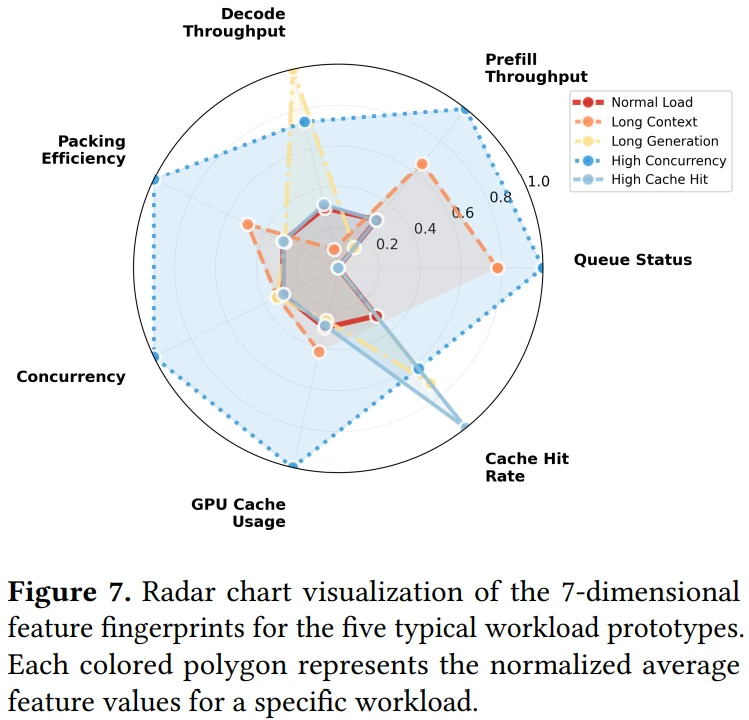 Decode
Throughput
Prefill
Throughput
Normal Load
Long Context
Long Generation
High Concurrency
High Cache Hit
Packing
Efficiency
1.0
0.8
0.6
0.4
0.2
Queue Status
Concurrency
Cache Hit
Rate
GPU Cache
Usage
Figure 7. Radar chart visualization of the 7-dimensional
feature fingerprints for the five typical workload prototypes.
Each colored polygon represents the normalized average
feature values for a specific workload.